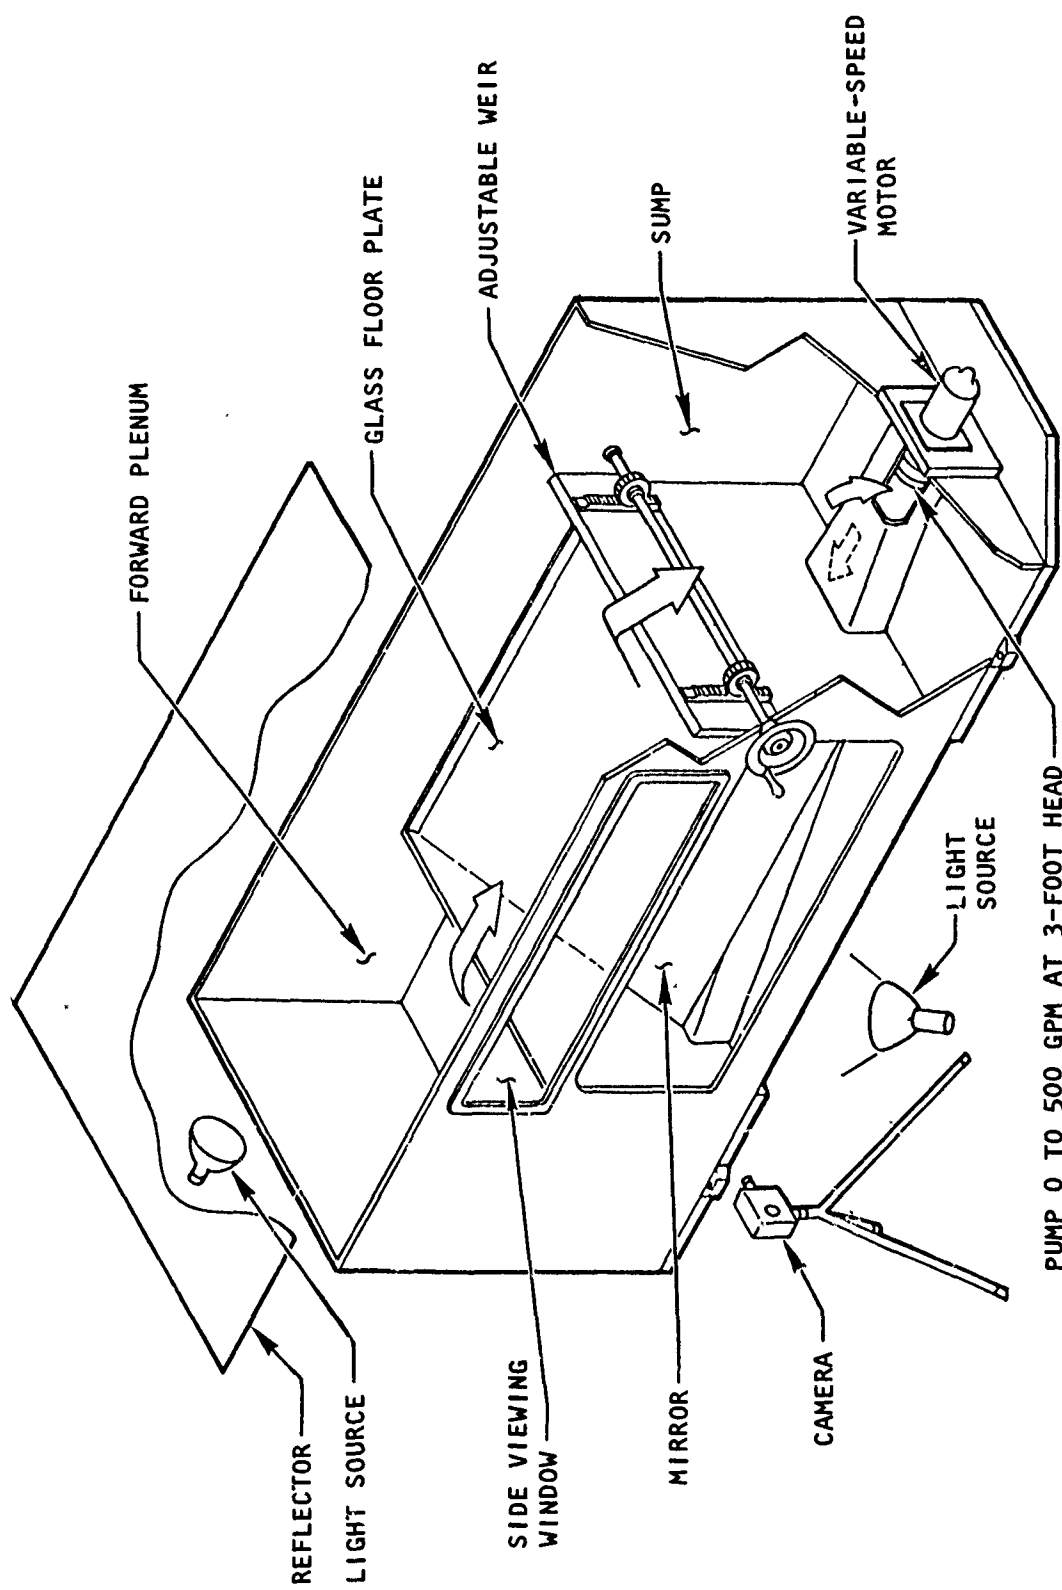 FORWARD PLENUM
GLASS FLOOR PLATE
ADJUSTABLE WEIR
SUMP
VARIABLE-SPEED
MOTOR
REFLECTOR
LIGHT SOURCE
SIDE VIEWING
WINDOW
MIRROR
CAMERA
LIGHT
SOURCE
PUMP 0 TO 500 GPM AT 3-FOOT HEAD